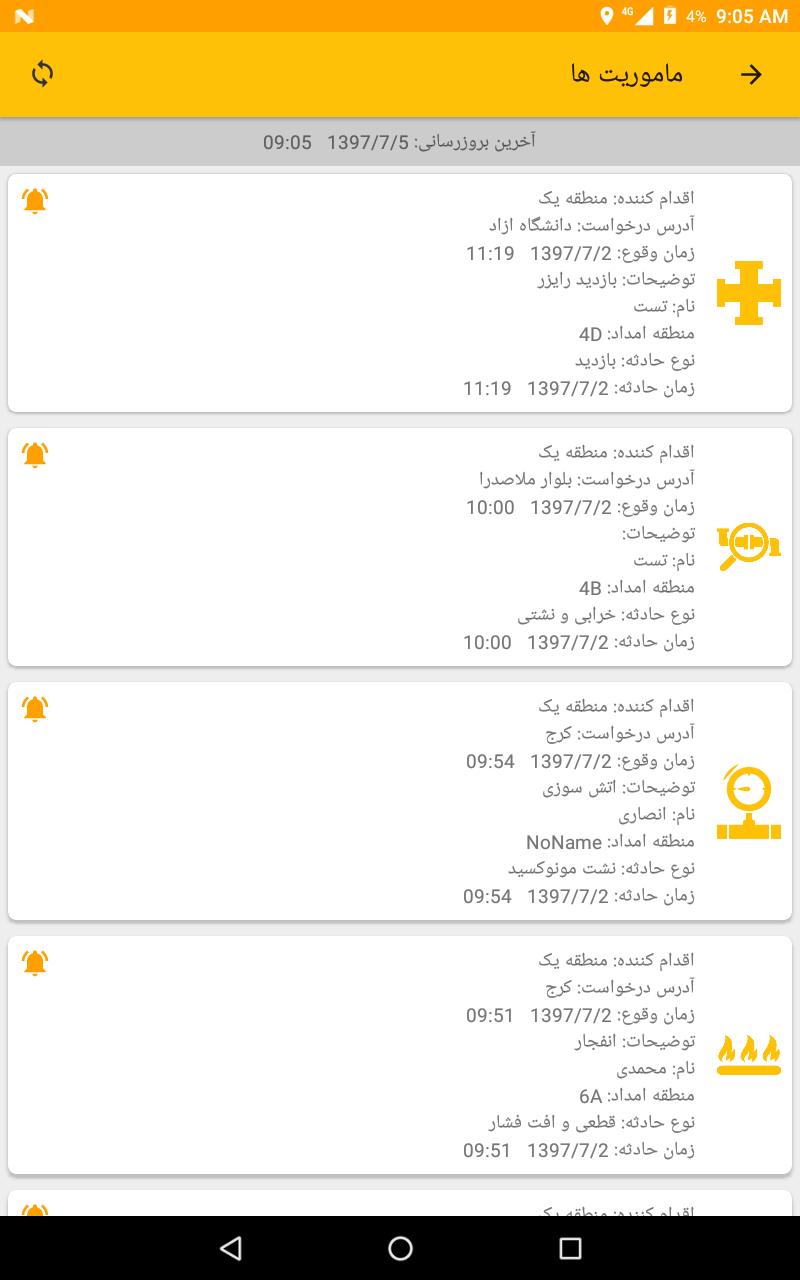 4G 4% 9:05 AM
ماموریت ها
آخرین بروزرسانی: 1397/7/5 09:05
اقدام کننده: منطقه یک
آدرس درخواست: دانشگاه ازاد
زمان وقوع: 1397/7/2 11:19
توضیحات: بازدید رایزر
نام: تست
منطقه امداد: 4D
نوع حادثه: بازدید
زمان حادثه: 1397/7/2 11:19
اقدام کننده: منطقه یک
آدرس درخواست: بلوار ملاصدرا
زمان وقوع: 1397/7/2 10:00
توضیحات:
نام: تست
منطقه امداد: 4B
نوع حادثه: خرابی و نشتی
زمان حادثه: 1397/7/2 10:00
اقدام کننده: منطقه یک
آدرس درخواست: کرج
زمان وقوع: 1397/7/2 09:54
توضیحات: اتش سوزی
نام: انصاری
منطقه امداد: NoName
نوع حادثه: نشت مونوکسید
زمان حادثه: 1397/7/2 09:54
اقدام کننده: منطقه یک
آدرس درخواست: کرج
زمان وقوع: 1397/7/2 09:51
توضیحات: انفجار
نام: محمدی
منطقه امداد: 6A
نوع حادثه: قطعی و افت فشار
زمان حادثه: 1397/7/2 09:51
اقدام کننده: منطقه یک